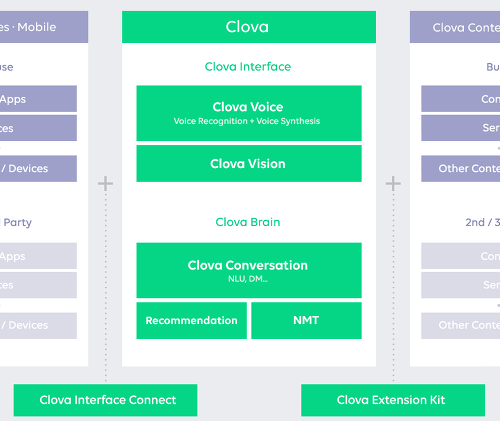 es · Mobile
use
Apps
ces
/ Devices
Party
Apps
ces
/ Devices
Clova
Clova Interface
Clova Voice
Voice Recognition + Voice Synthesis
Clova Vision
Clova Brain
Clova Conversation
NLU, DM...
Recommendation
NMT
Clova Conte
Bu
Con
Ser
Other Conte
2nd / 3
Con
Ser
Other Conte
Clova Interface Connect
Clova Extension Kit